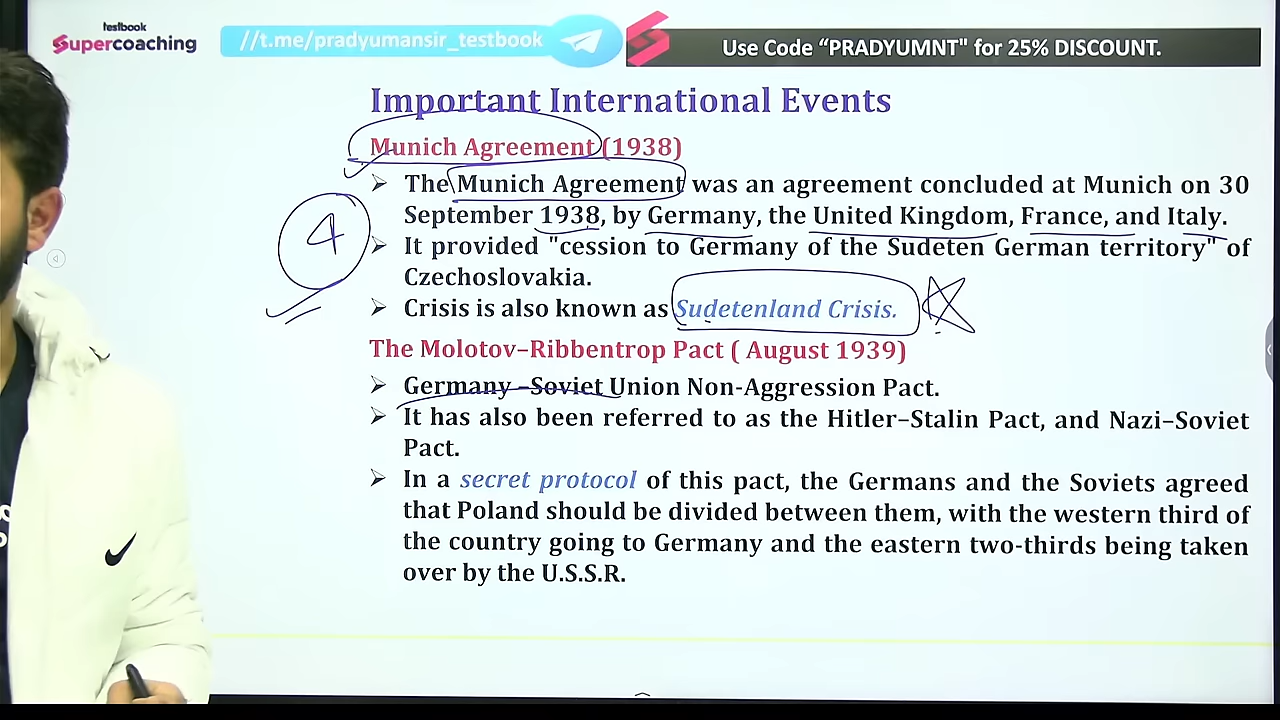 testbook
Supercoaching
//t.me/pradyumansir_testbook
Use Code “PRADYUMNT" for 25% DISCOUNT.
Important International Events
Munich Agreement (1938)
➢ The Munich Agreement was an agreement concluded at Munich on 30
September 1938, by Germany, the United Kingdom, France, and Italy.
4
➢ It provided "cession to Germany of the Sudeten German territory" of
Czechoslovakia.
➢ Crisis is also known as Sudetenland Crisis.
The Molotov–Ribbentrop Pact ( August 1939)
➢ Germany –Soviet Union Non-Aggression Pact.
➢ It has also been referred to as the Hitler–Stalin Pact, and Nazi–Soviet
Pact.
➢ In a secret protocol of this pact, the Germans and the Soviets agreed
that Poland should be divided between them, with the western third of
the country going to Germany and the eastern two-thirds being taken
over by the U.S.S.R.